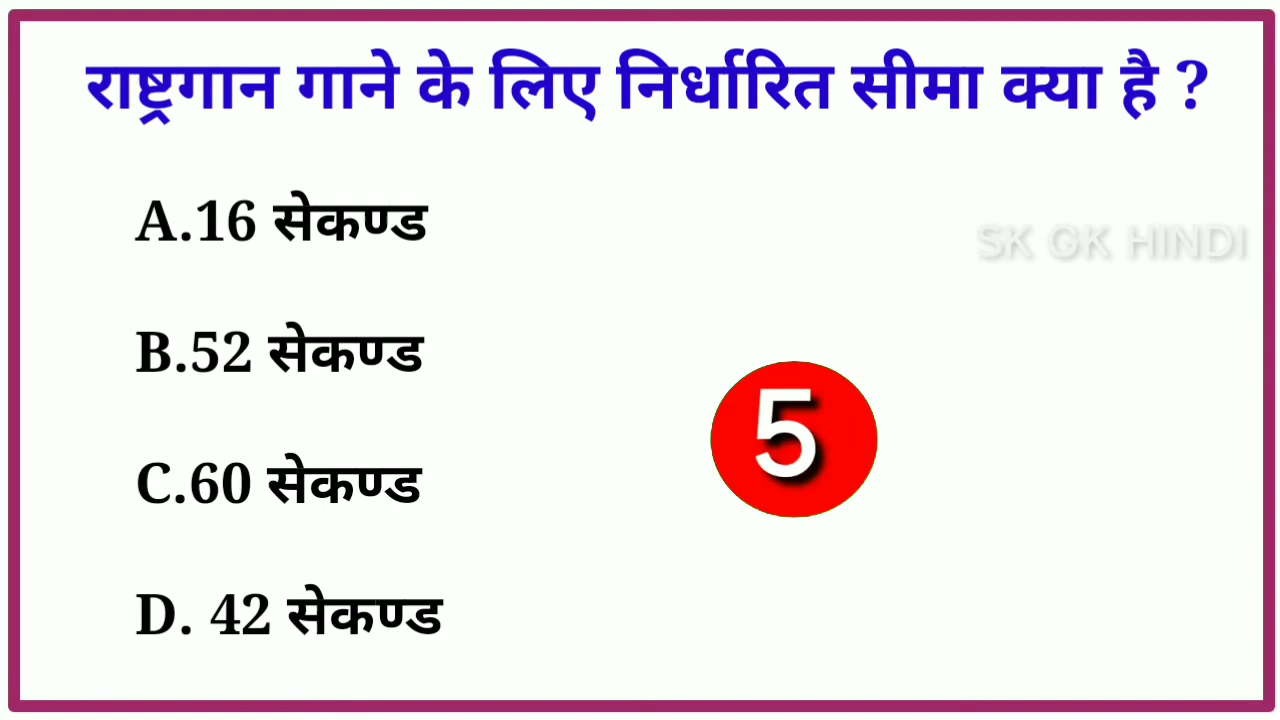 राष्ट्रगान गाने के लिए निर्धारित सीमा क्या है ?
A.16 सेकण्ड
SK GK HINDI
B.52 सेकण्ड
5
C.60 सेकण्ड
D. 42 सेकण्ड